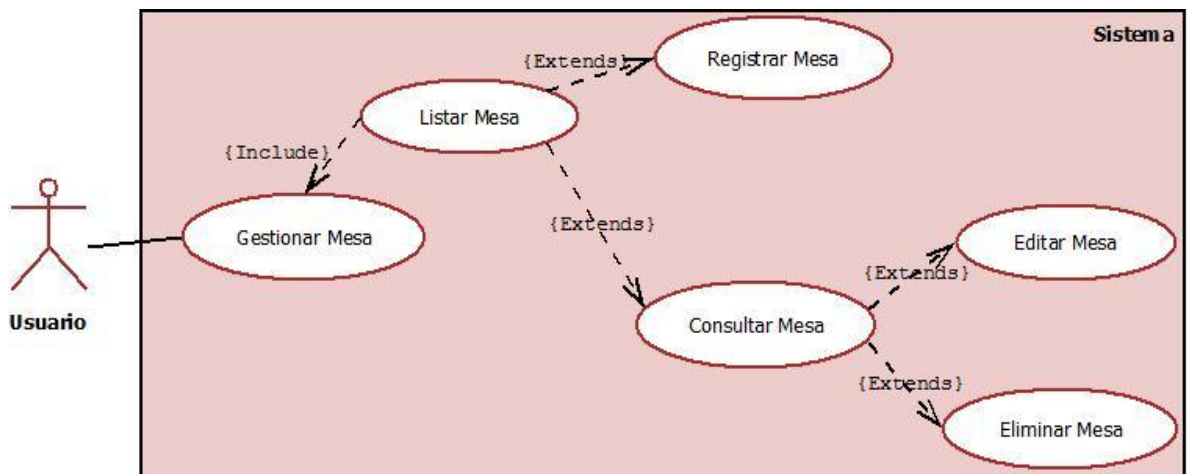 Sistema
{Extends}
Registrar Mesa
Listar Mesa
{Include}
Gestionar Mesa
{Extends}
Editar Mesa
{Extends}
Usuario
Consultar Mesa
{Extends}
Eliminar Mesa